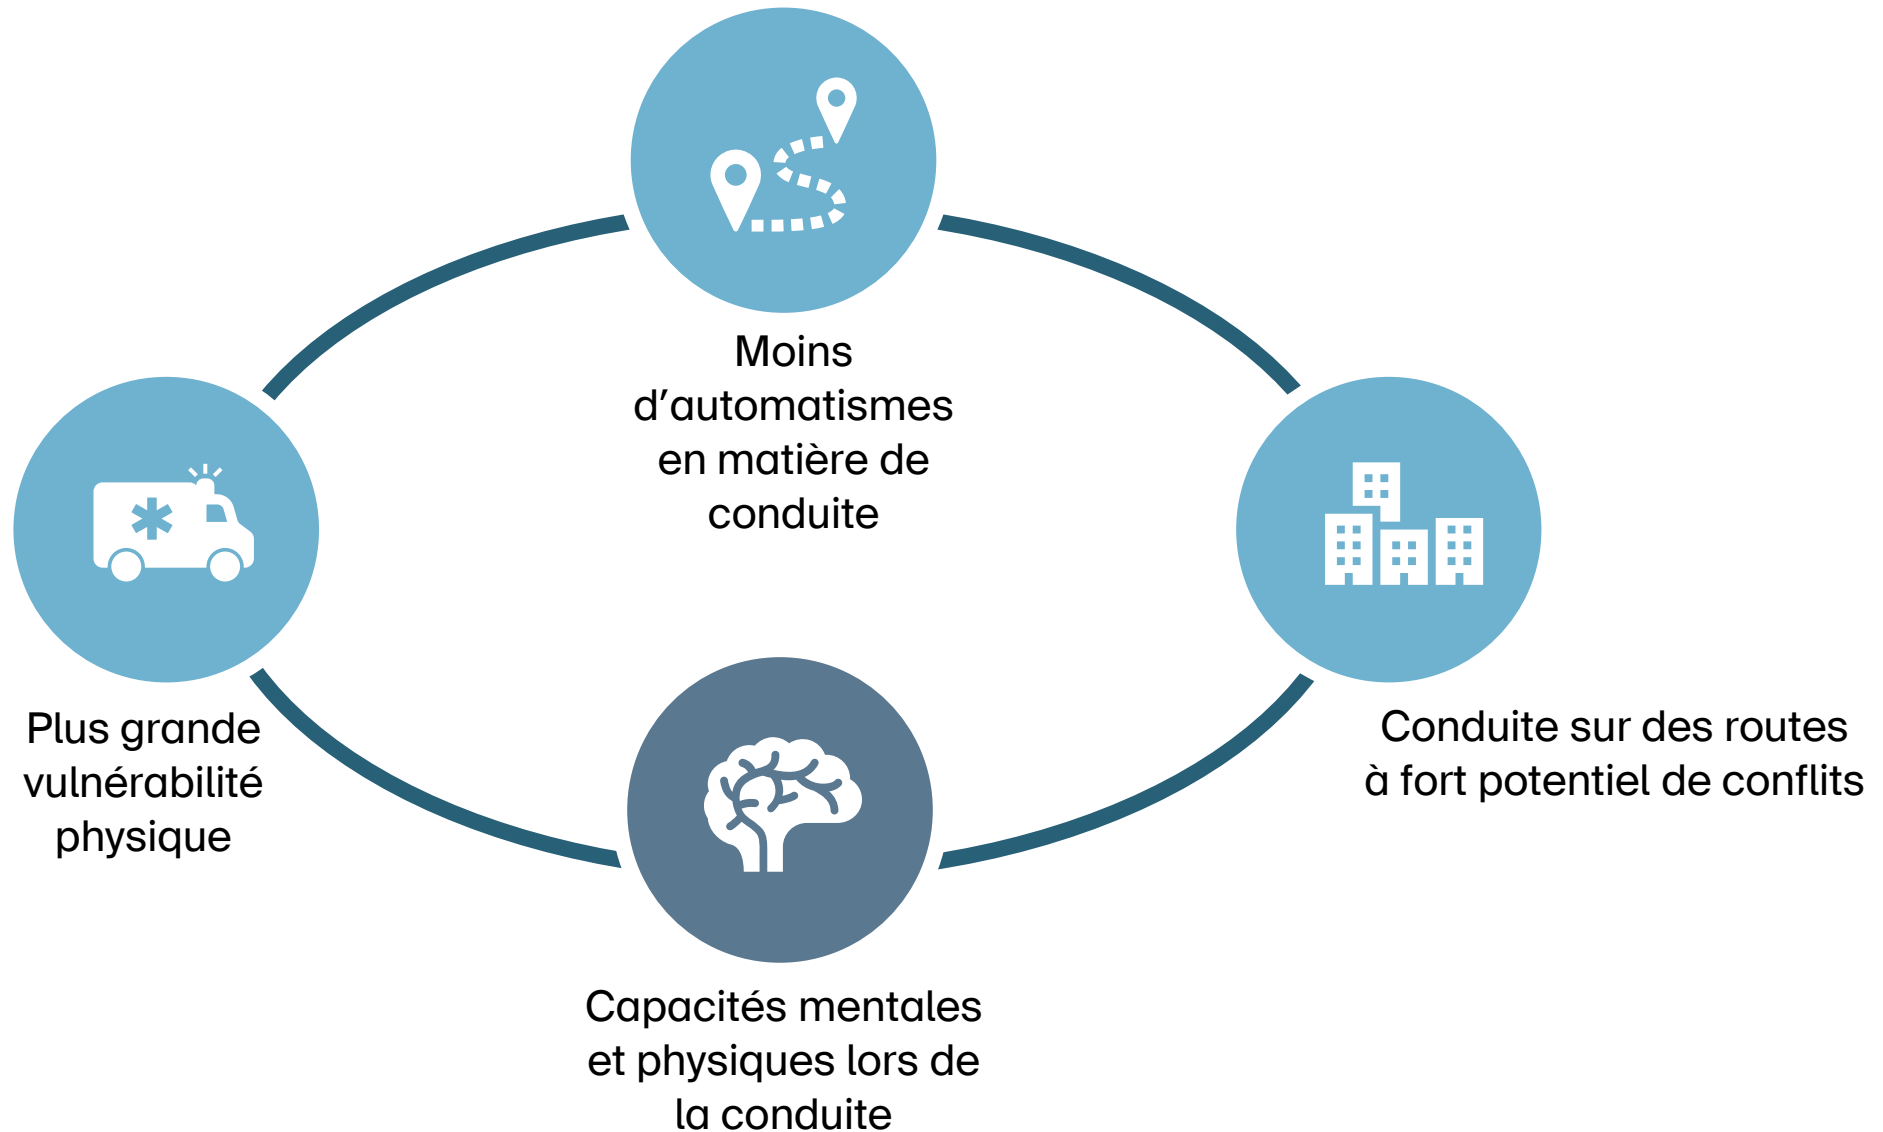 Moins
d’automatismes
en matière de
conduite
Plus grande
vulnérabilité
physique
Conduite sur des routes
à fort potentiel de conflits
Capacités mentales
et physiques lors de
la conduite